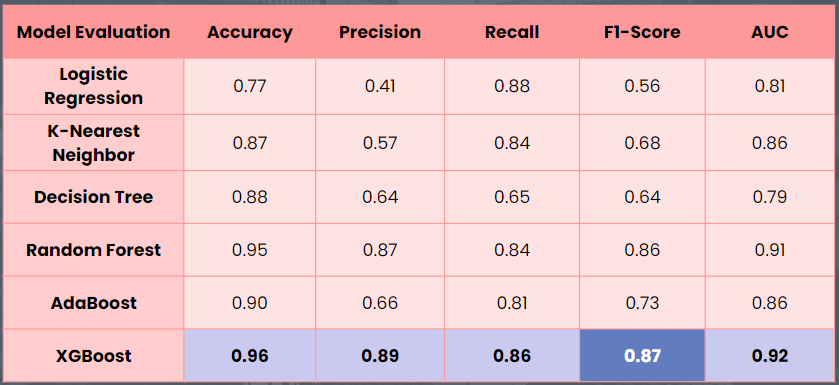 Model Evaluation Accuracy Precision Recall F1-Score AUC
Logistic
Regression 0.77 0.41 0.88 0.56 0.81
K-Nearest
Neighbor 0.87 0.57 0.84 0.68 0.86
Decision Tree 0.88 0.64 0.65 0.64 0.79
Random Forest 0.95 0.87 0.84 0.86 0.91
AdaBoost 0.90 0.66 0.81 0.73 0.86
XGBoost 0.96 0.89 0.86 0.87 0.92